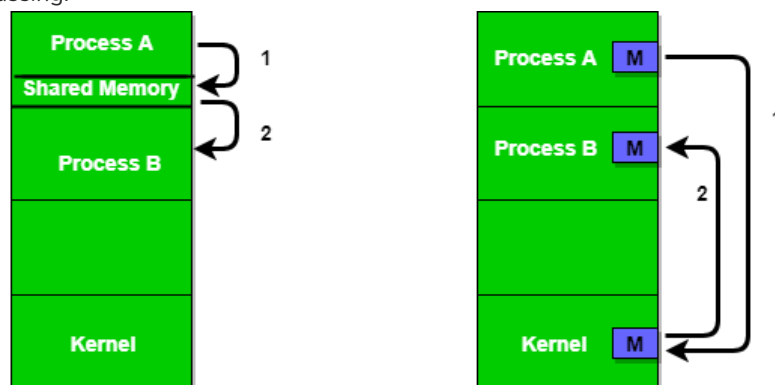 Process A
1
Shared Memory
2
Process B
Kernel
Process A M
Process B M
2
Kernel M